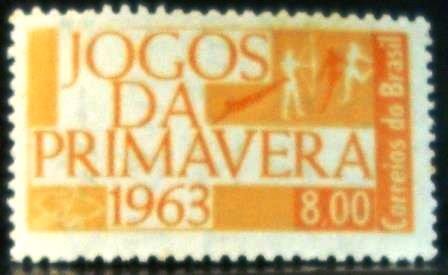 JOGOS
DA
PRIMAVERA
1963
8,00
Correios do Brasil